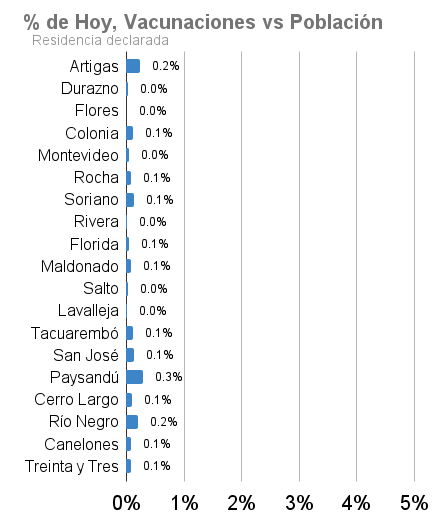 % de Hoy, Vacunaciones vs Población
Residencia declarada
Artigas 0.2%
Durazno 0.0%
Flores 0.0%
Colonia 0.1%
Montevideo 0.0%
Rocha 0.1%
Soriano 0.1%
Rivera 0.0%
Florida 0.1%
Maldonado 0.1%
Salto 0.0%
Lavalleja 0.0%
Tacuarembó 0.1%
San José 0.1%
Paysandú 0.3%
Cerro Largo 0.1%
Río Negro 0.2%
Canelones 0.1%
Treinta y Tres 0.1%
0% 1% 2% 3% 4% 5%